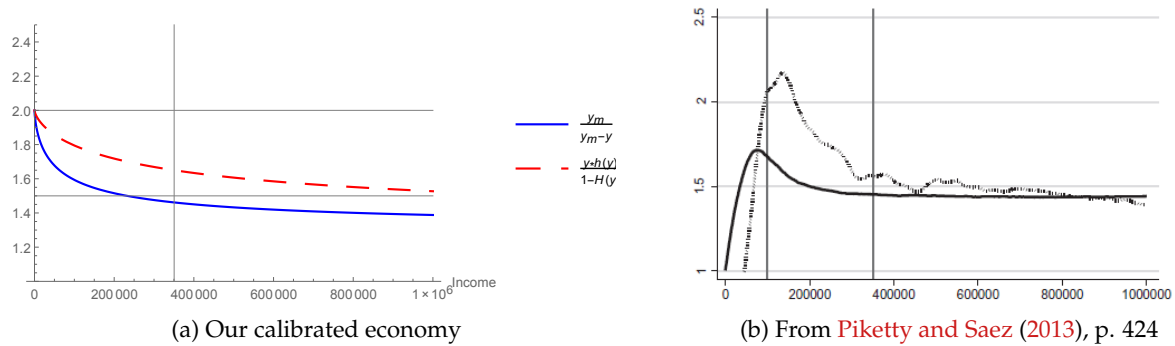 2.4
2.2
2.0
1.8
1.6
1.4
1.2
0
200 000
400 000
600 000
800 000
1 × 10⁶
Income
yₘ
yₘ−y
y*h(y)
1−H(y
(a) Our calibrated economy
2.5
2
1.5
1
0
200000
400000
600000
800000
1000000
(b) From Piketty and Saez (2013), p. 424